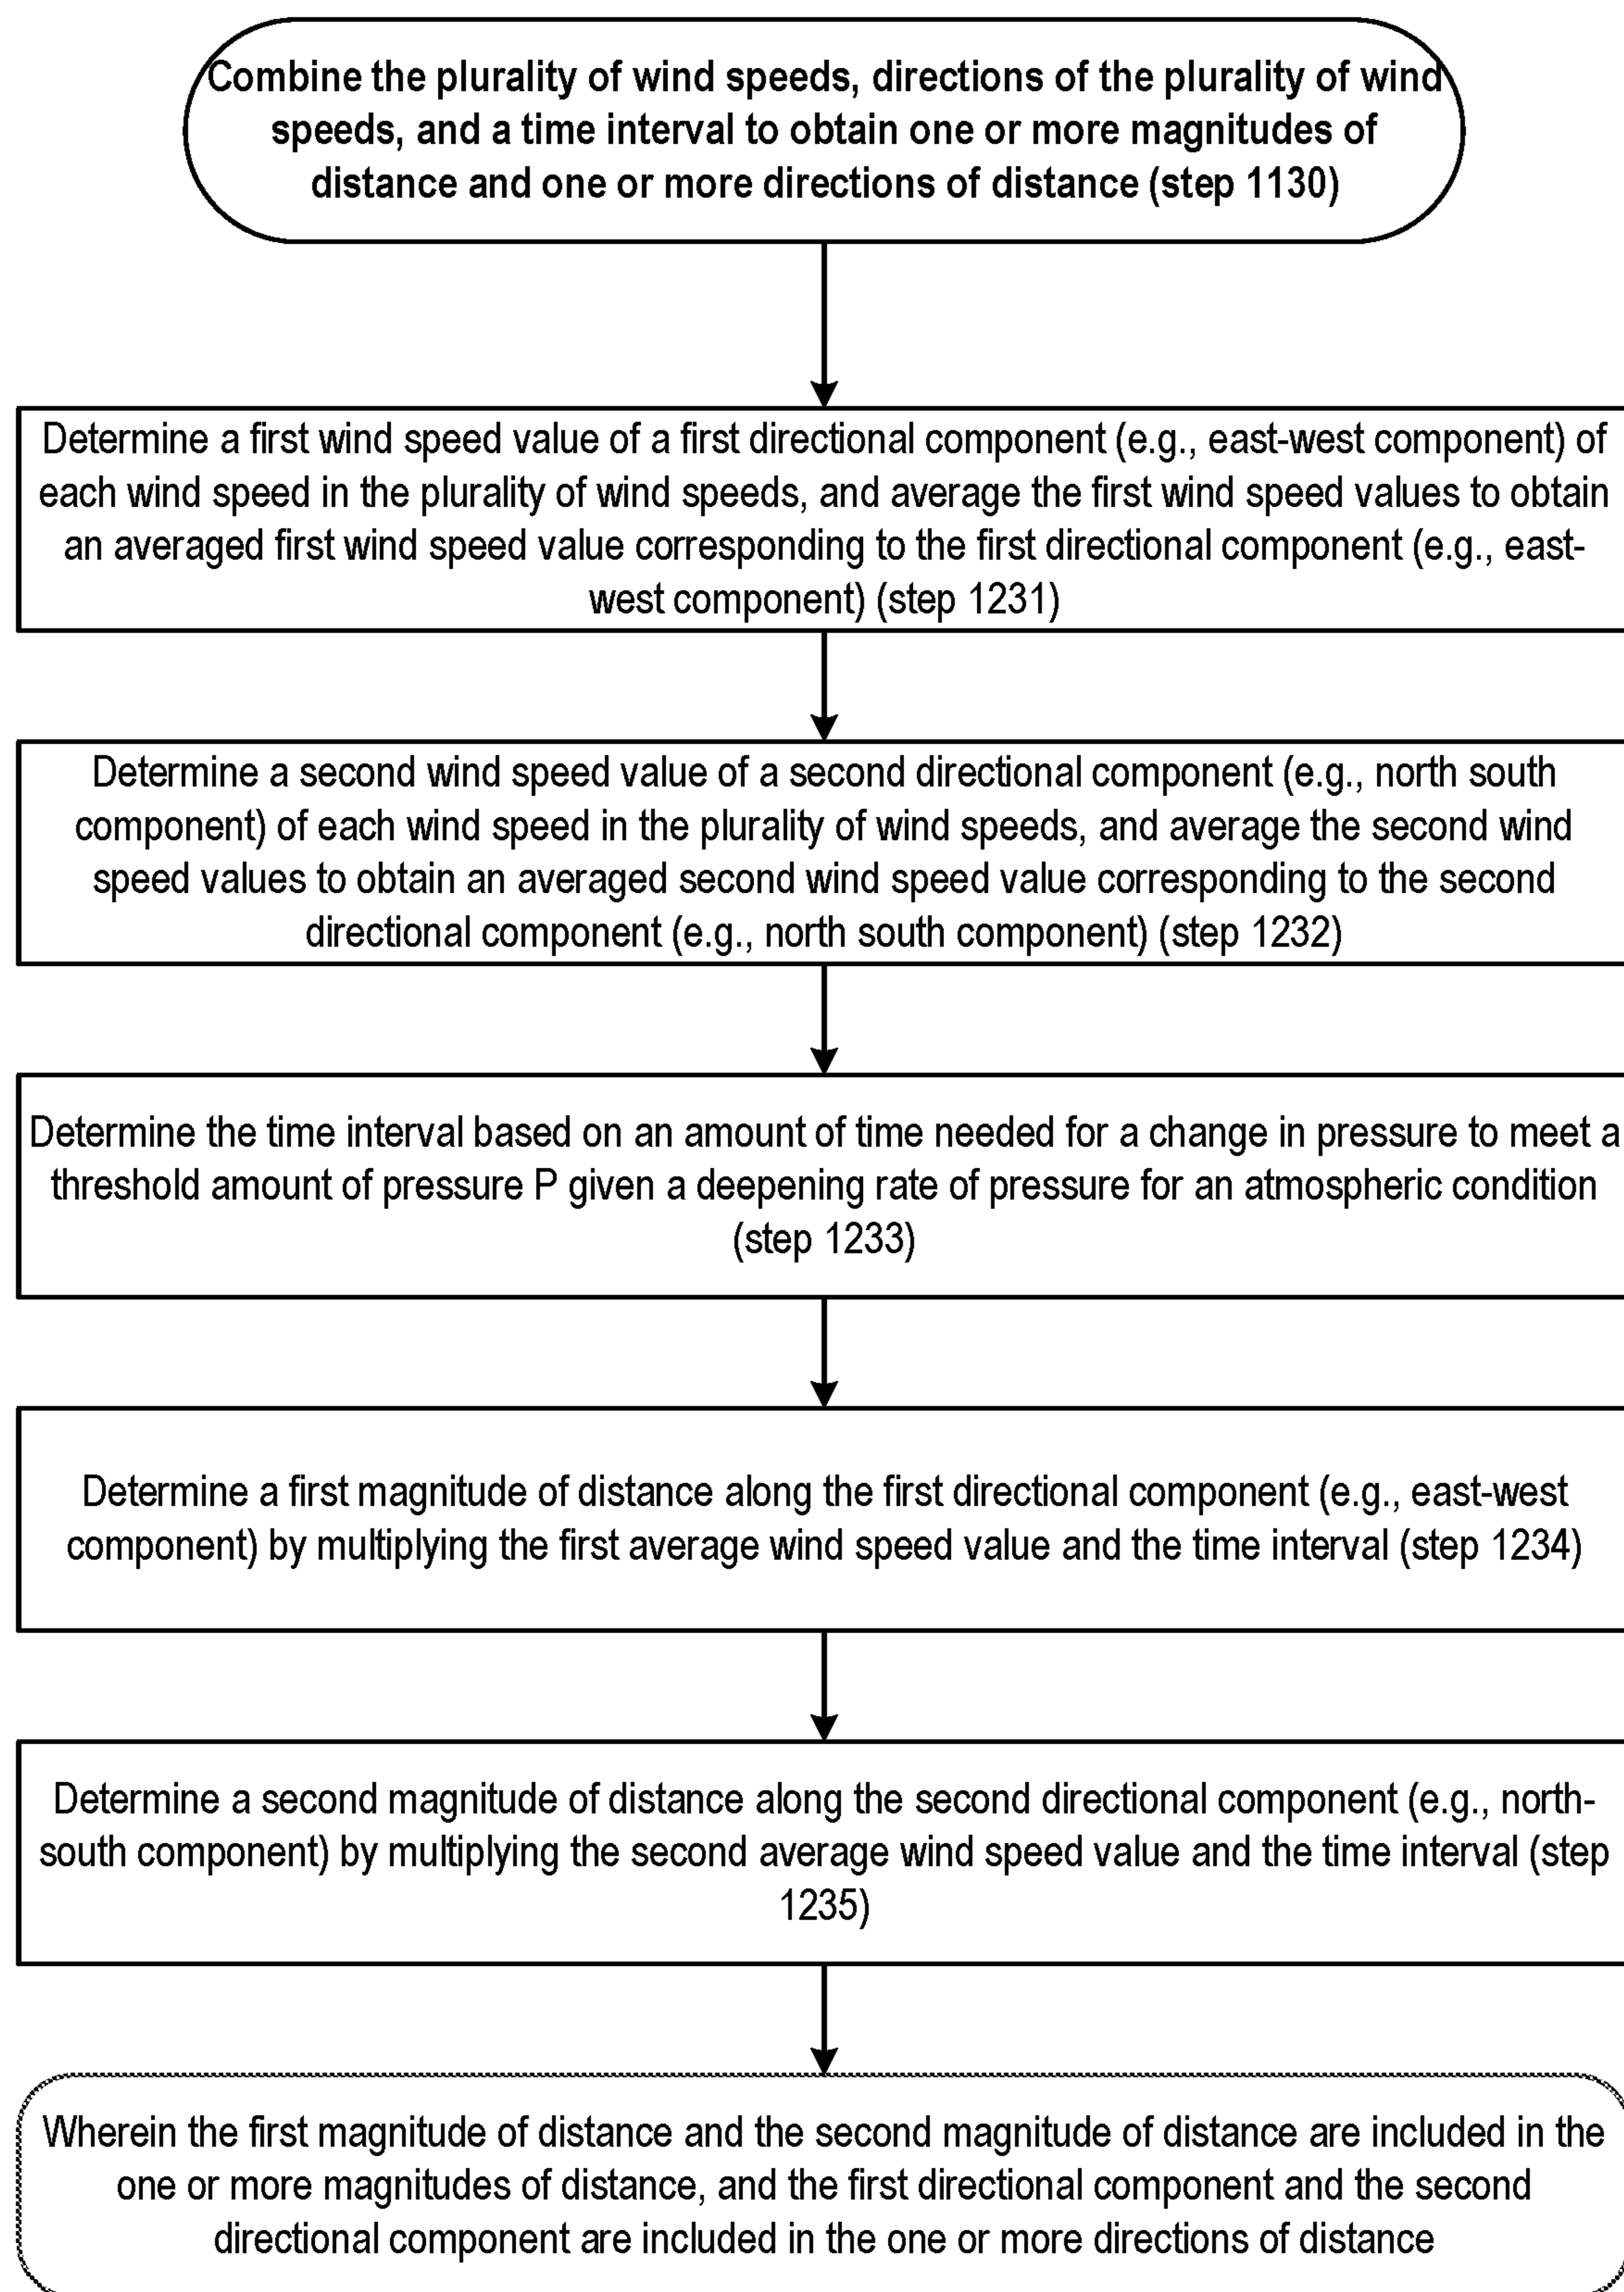 Combine the plurality of wind speeds, directions of the plurality of wind
speeds, and a time interval to obtain one or more magnitudes of
distance and one or more directions of distance (step 1130)
Determine a first wind speed value of a first directional component (e.g., east-west component) of
each wind speed in the plurality of wind speeds, and average the first wind speed values to obtain
an averaged first wind speed value corresponding to the first directional component (e.g., east-
west component) (step 1231)
Determine a second wind speed value of a second directional component (e.g., north south
component) of each wind speed in the plurality of wind speeds, and average the second wind
speed values to obtain an averaged second wind speed value corresponding to the second
directional component (e.g., north south component) (step 1232)
Determine the time interval based on an amount of time needed for a change in pressure to meet a
threshold amount of pressure P given a deepening rate of pressure for an atmospheric condition
(step 1233)
Determine a first magnitude of distance along the first directional component (e.g., east-west
component) by multiplying the first average wind speed value and the time interval (step 1234)
Determine a second magnitude of distance along the second directional component (e.g., north-
south component) by multiplying the second average wind speed value and the time interval (step
1235)
Wherein the first magnitude of distance and the second magnitude of distance are included in the
one or more magnitudes of distance, and the first directional component and the second
directional component are included in the one or more directions of distance